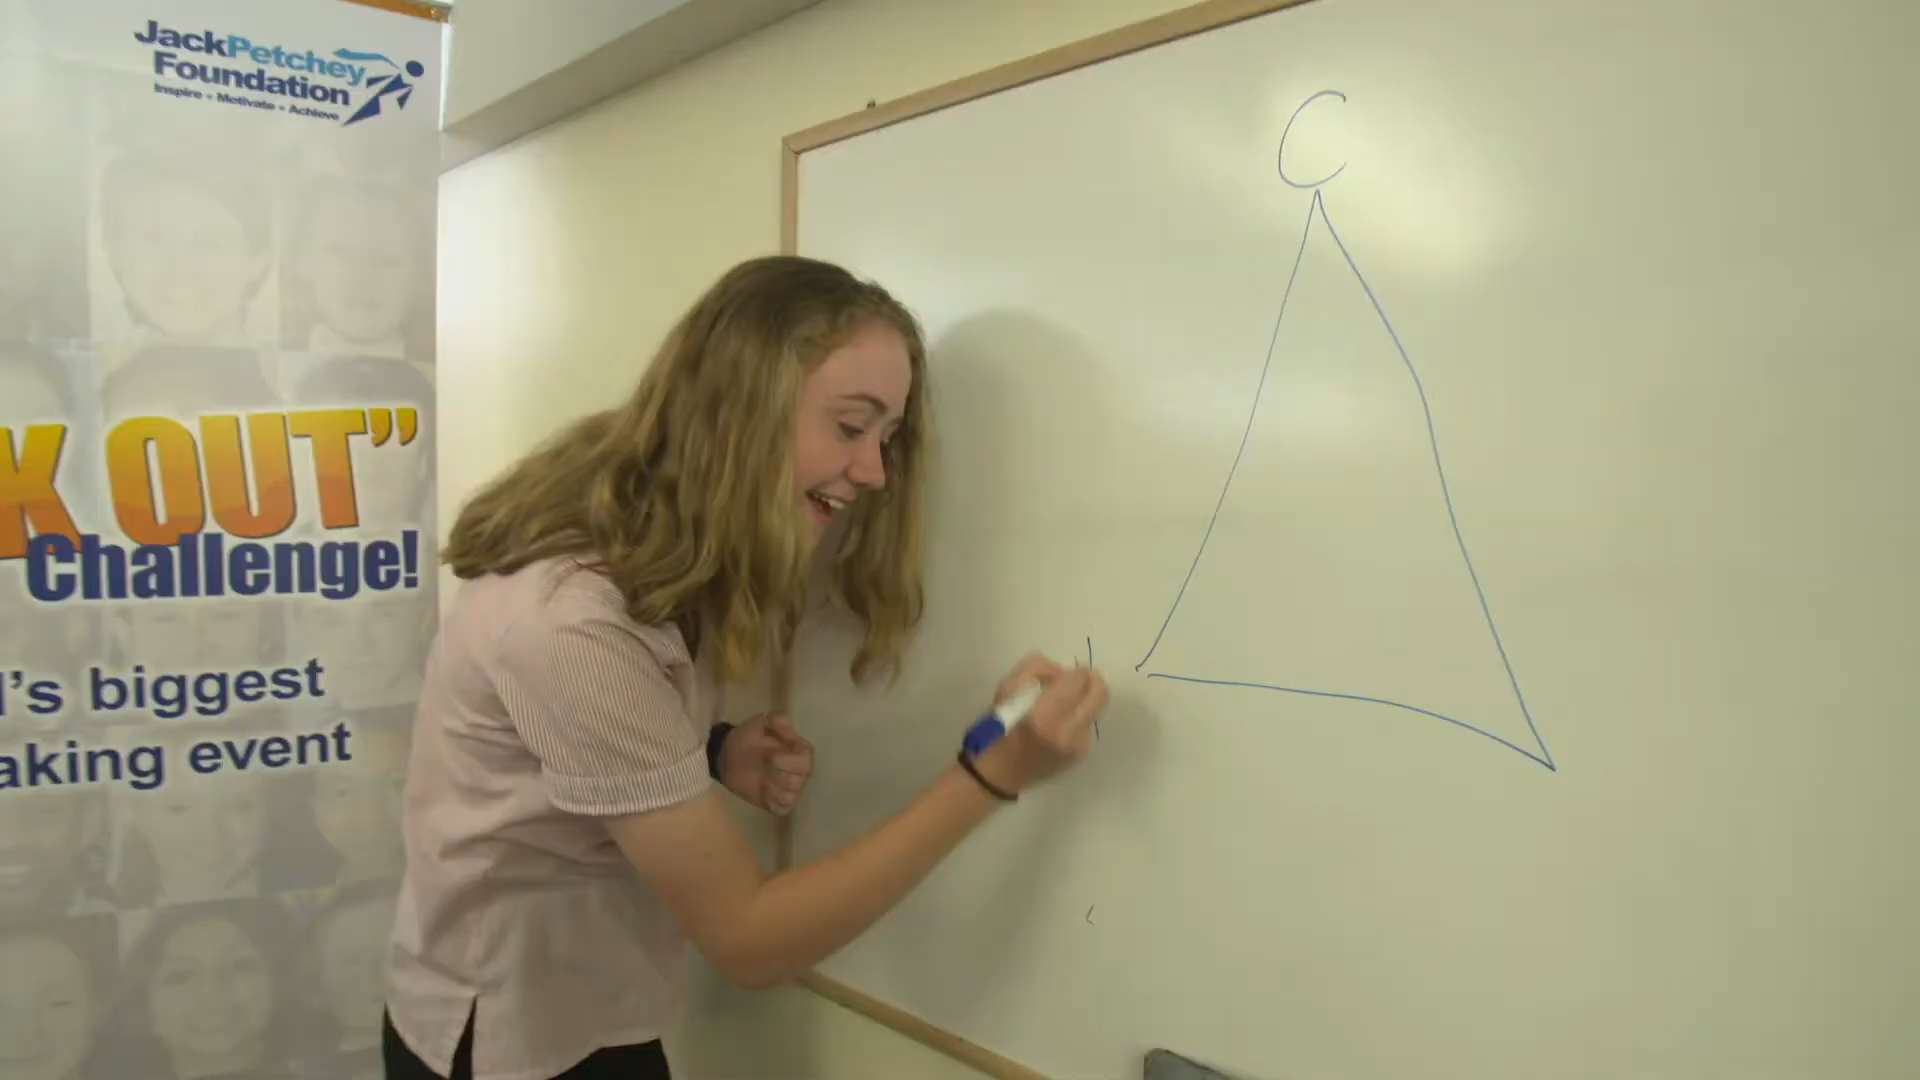 JackPetchey
Foundation
Inspire • Motivate • Achieve
K OUT”
Challenge!
l’s biggest
aking event
C